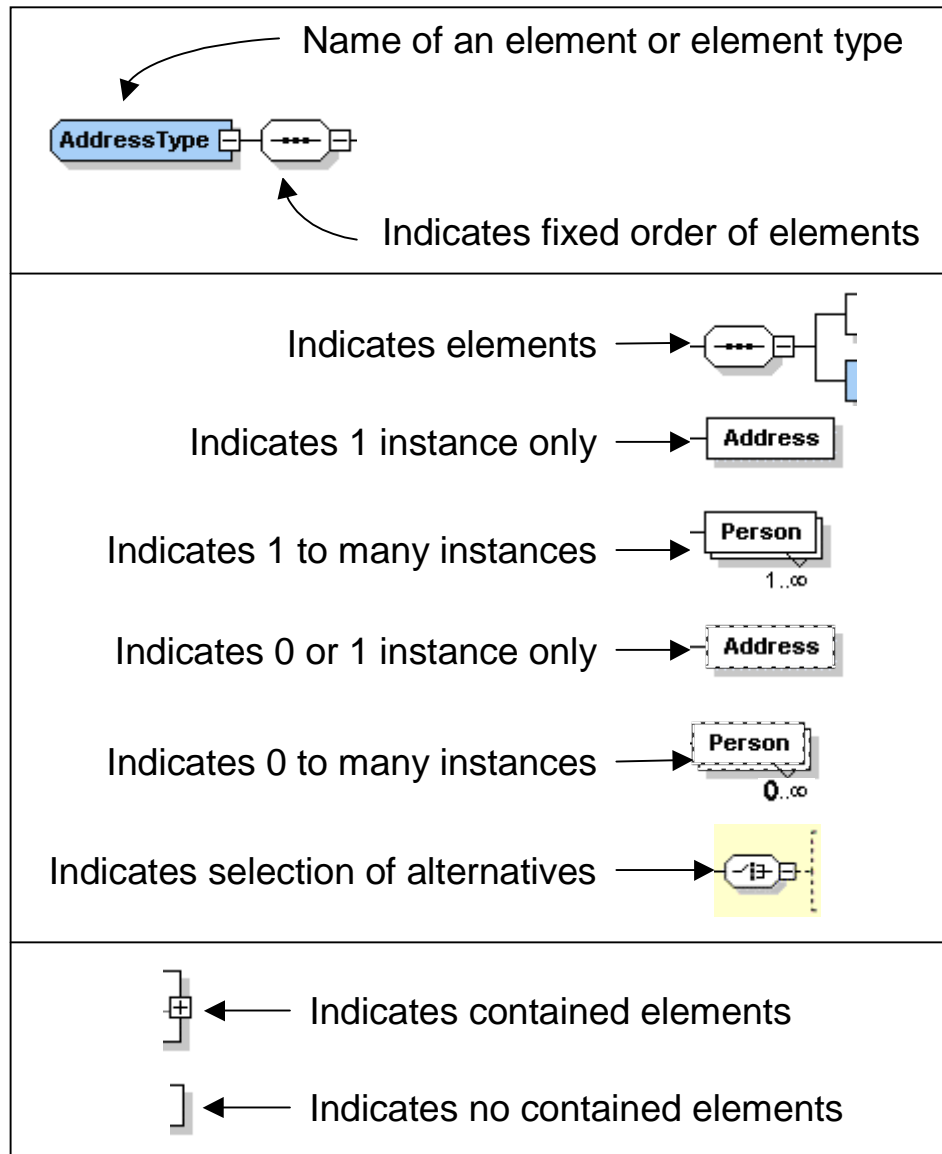 Name of an element or element type
AddressType
Indicates fixed order of elements
Indicates elements
Indicates 1 instance only
Address
Indicates 1 to many instances
Person
1..∞
Indicates 0 or 1 instance only
Address
Indicates 0 to many instances
Person
0..∞
Indicates selection of alternatives
Indicates contained elements
Indicates no contained elements